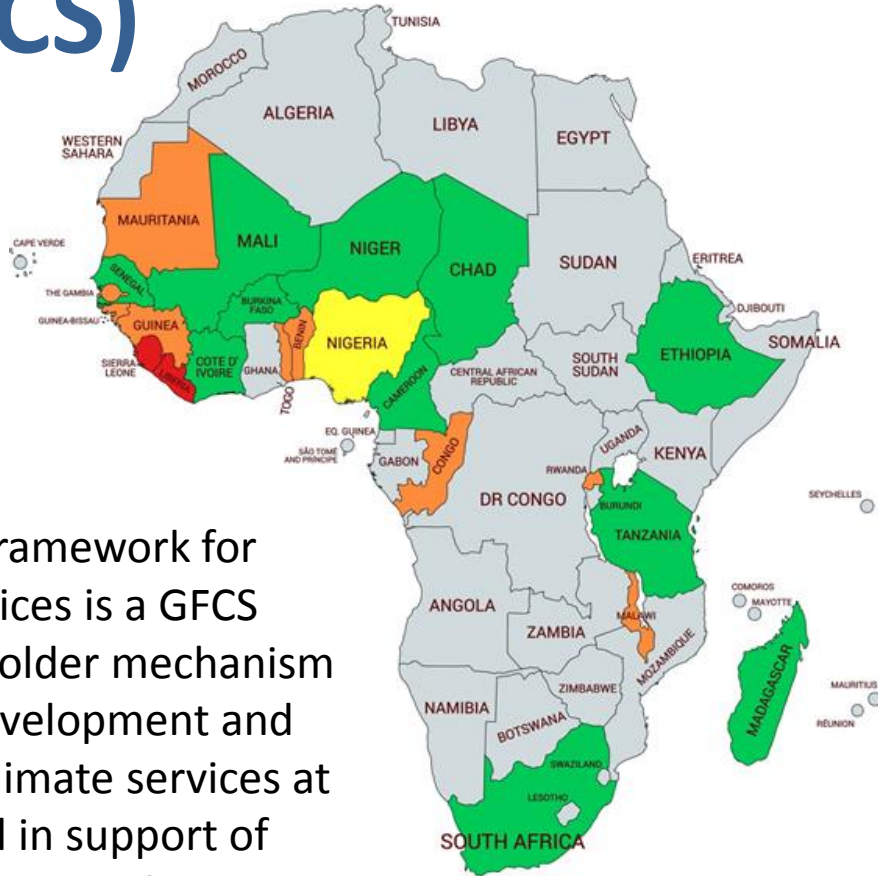 CS)
TUNISIA
MOROCCO
ALGERIA
LIBYA
EGYPT
WESTERN
SAHARA
MAURITANIA
MALI
NIGER
CHAD
SUDAN
ERITREA
CAPE VERDE
SENEGAL
THE GAMBIA
GUINEA-BISSAU
GUINEA
BURKINA
FASO
BENIN
NIGERIA
DJIBOUTI
SOMALIA
ETHIOPIA
SIERRA
LEONE
LIBERIA
COTE D'
IVOIRE
GHANA
TOGO
CAMEROON
CENTRAL AFRICAN
REPUBLIC
SOUTH
SUDAN
EQ. GUINEA
SÃO TOMÉ
AND PRÍNCIPE
GABON
CONGO
UGANDA
KENYA
RWANDA
DR CONGO
BURUNDI
TANZANIA
SEYCHELLES
ramework for
ices is a GFCS
older mechanism
velopment and
limate services at
l in support of
ANGOLA
ZAMBIA
MALAWI
MOZAMBIQUE
COMOROS
MAYOTTE
MADAGASCAR
MAURITIUS
RÉUNION
NAMIBIA
ZIMBABWE
BOTSWANA
SWAZILAND
LESOTHO
SOUTH AFRICA